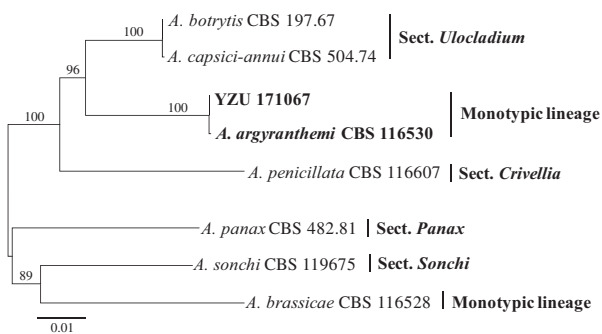 A. botrytis CBS 197.67
100
Sect. Ulocladium
A. capsici-annui CBS 504.74
96
YZU 171067
100
Monotypic lineage
100
A. argyranthemi CBS 116530
A. penicillata CBS 116607
Sect. Crivellia
A. panax CBS 482.81
Sect. Panax
A. sonchi CBS 119675
Sect. Sonchi
89
A. brassicae CBS 116528
Monotypic lineage
0.01